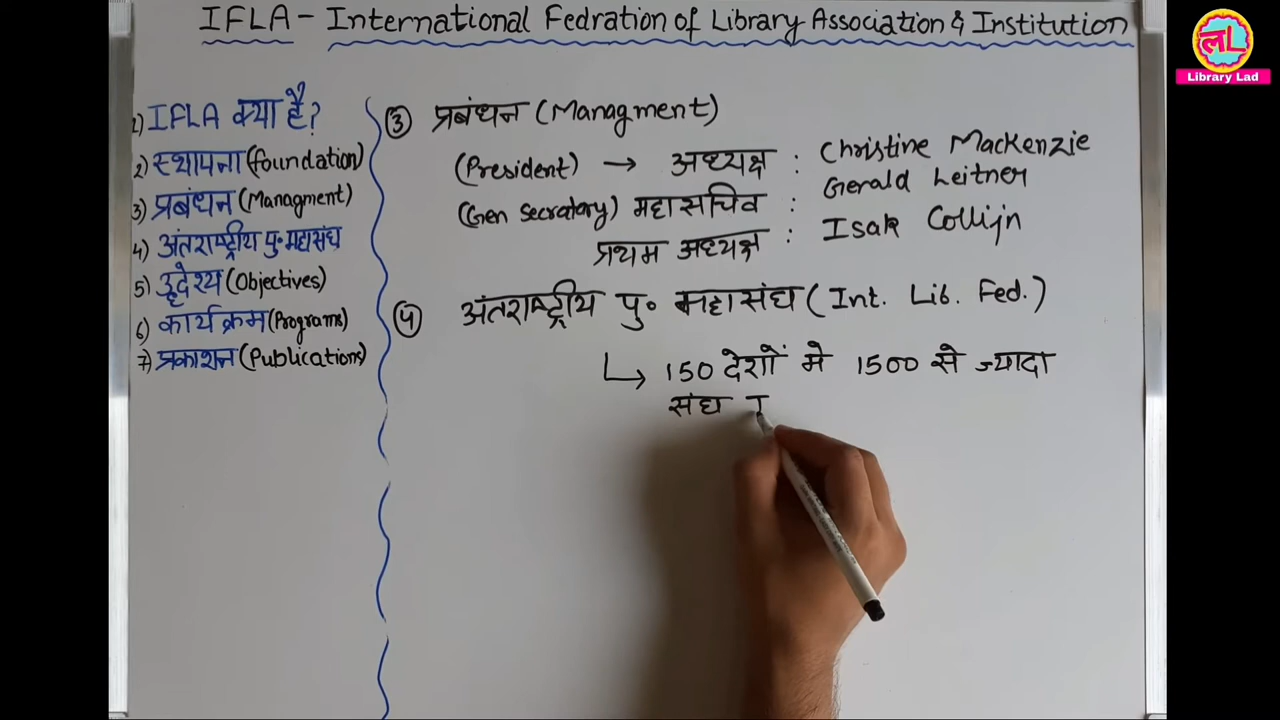 IFLA - International Fedration of Library Association & Institution
लL
Library Lad
1) IFLA क्या है?
2) स्थापना (foundation)
3) प्रबंधन (Managment)
4) अंतराष्ट्रीय पु॰ महासंघ
5) उद्देश्य (Objectives)
6) कार्यक्रम (Programs)
7) प्रकाशन (Publications)
③ प्रबंधन (Managment)
(President) → अध्यक्ष : Christine Mackenzie
(Gen Secratary) महासचिव : Gerald Leitner
प्रथम अध्यक्ष : Isak Collijn
④ अंतराष्ट्रीय पु॰ महासंघ (Int. Lib. Fed.)
↳ 150 देशों मे 1500 से ज्यादा
संघ